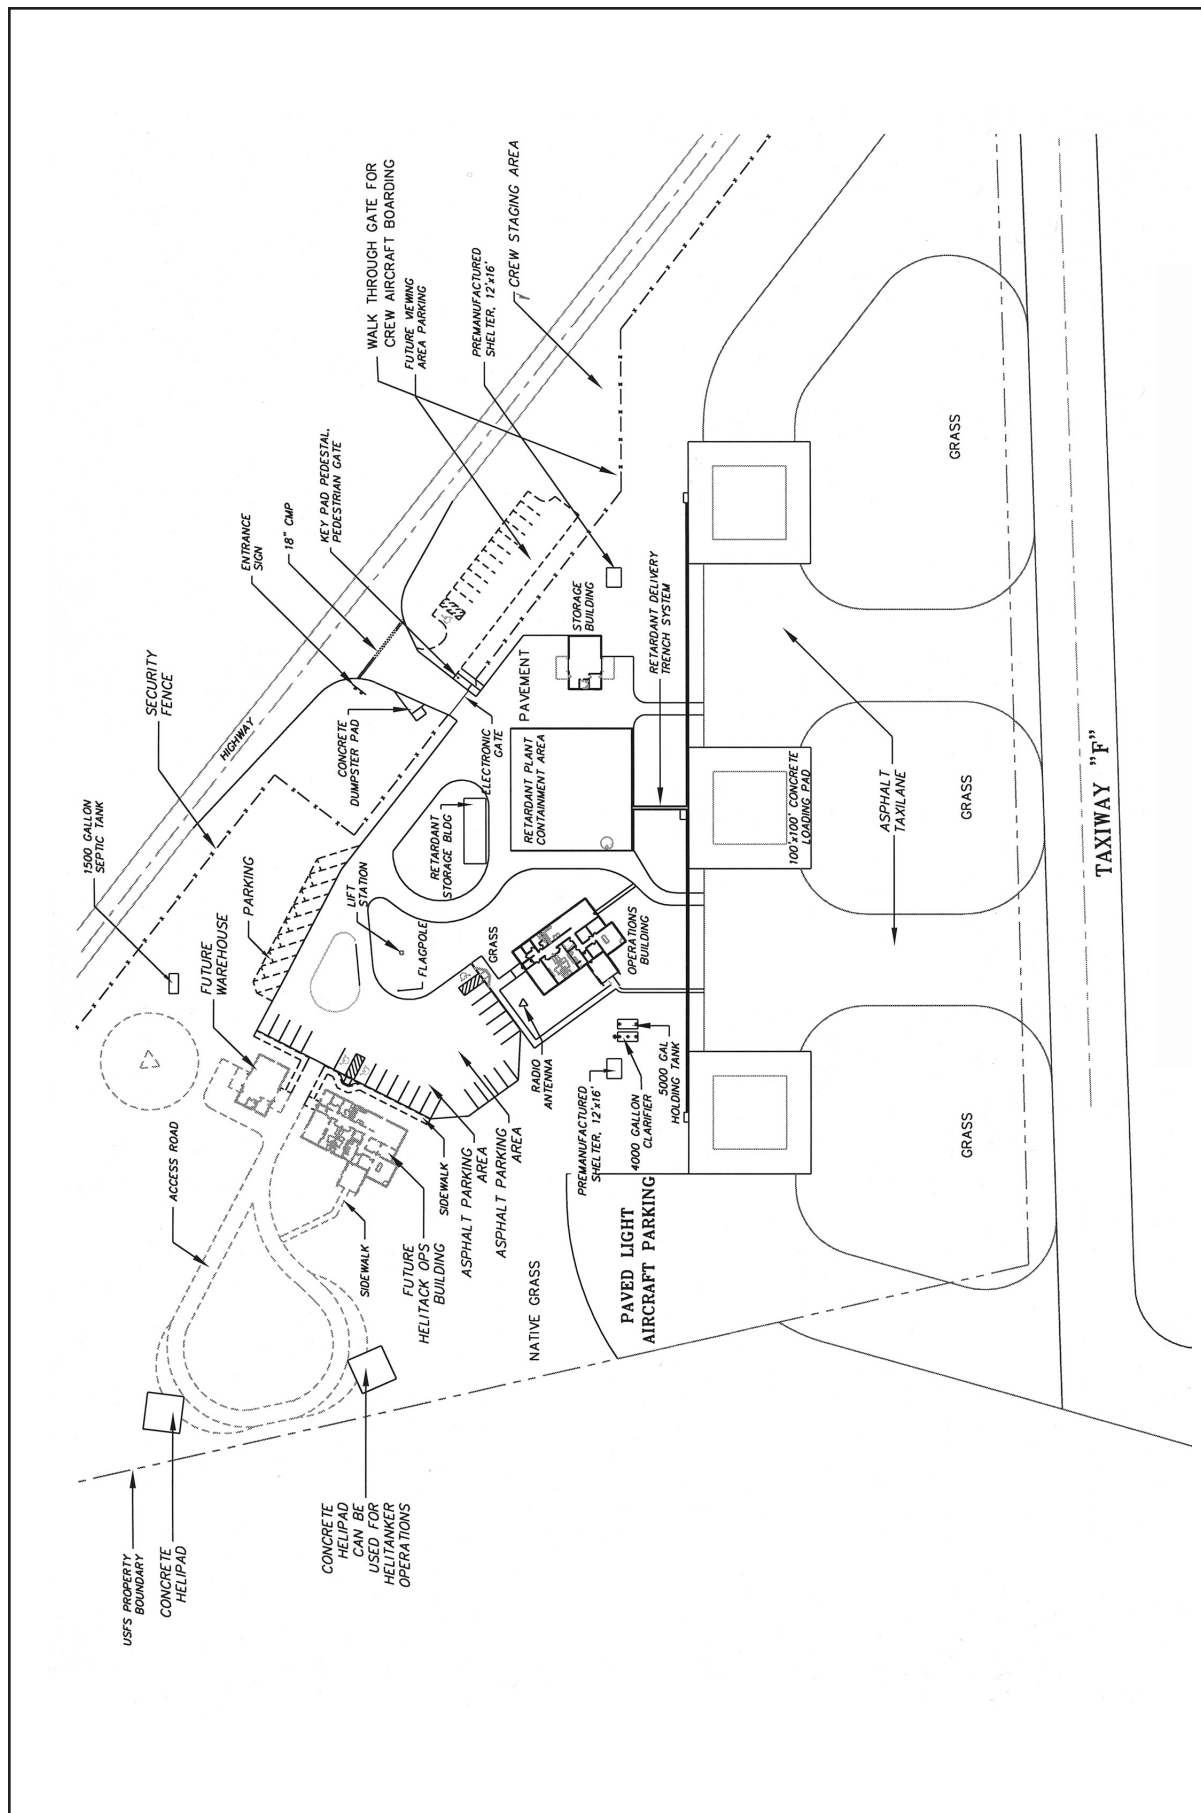 USFS PROPERTY
BOUNDARY
CONCRETE
HELIPAD
CONCRETE
HELIPAD
CAN BE
USED FOR
HELITANKER
OPERATIONS
ACCESS ROAD
SIDEWALK
FUTURE
HELITACK OPS
BUILDING
SIDEWALK
ASPHALT PARKING
AREA
ASPHALT PARKING
AREA
NATIVE GRASS
PAVED LIGHT
AIRCRAFT PARKING
1500 GALLON
SEPTIC TANK
FUTURE
WAREHOUSE
PARKING
SECURITY
FENCE
HIGHWAY
ENTRANCE
SIGN
18" CMP
KEY PAD PEDESTAL,
PEDESTRIAN GATE
CONCRETE
DUMPSTER PAD
LIFT
STATION
FLAGPOLE
RETARDANT
STORAGE BLDG
ELECTRONIC
GATE
GRASS
RADIO
ANTENNA
PREMANUFACTURED
SHELTER, 12'x16'
4000 GALLON
CLARIFIER
5000 GAL
HOLDING TANK
OPERATIONS
BUILDING
PAVEMENT
RETARDANT PLANT
CONTAINMENT AREA
STORAGE
BUILDING
RETARDANT DELIVERY
TRENCH SYSTEM
WALK THROUGH GATE FOR
CREW AIRCRAFT BOARDING
FUTURE VIEWING
AREA PARKING
PREMANUFACTURED
SHELTER, 12'x16'
CREW STAGING AREA
100'x100' CONCRETE
LOADING PAD
ASPHALT
TAXILANE
GRASS
GRASS
GRASS
TAXIWAY "F"